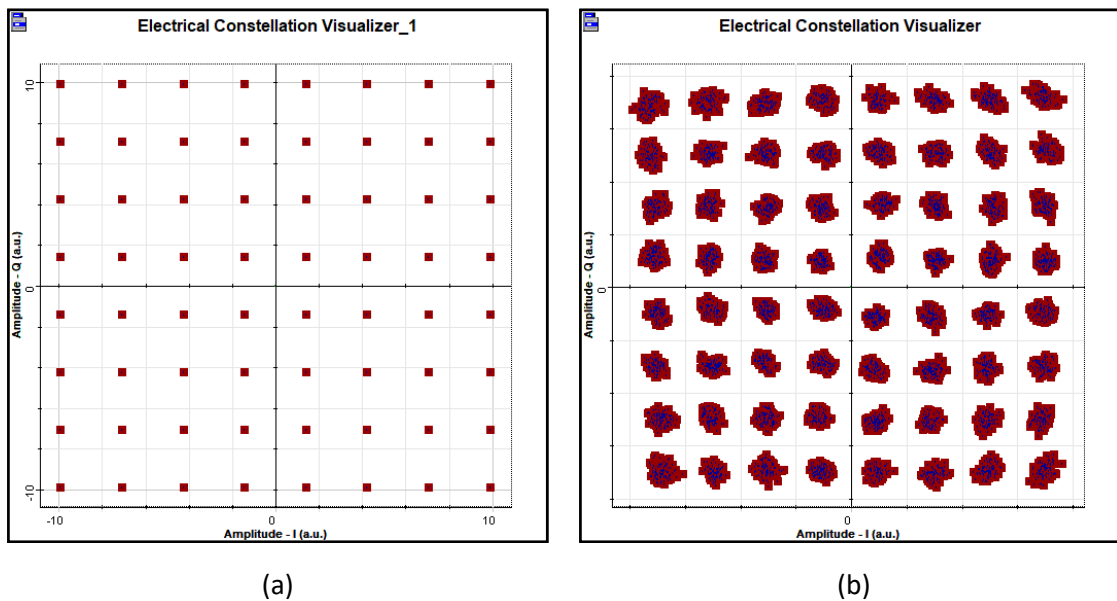 Electrical Constellation Visualizer_1
Electrical Constellation Visualizer
10
0
-10
Amplitude - Q (a.u.)
-10
0
10
Amplitude - I (a.u.)
0
Amplitude - Q (a.u.)
0
Amplitude - I (a.u.)
(a)
(b)